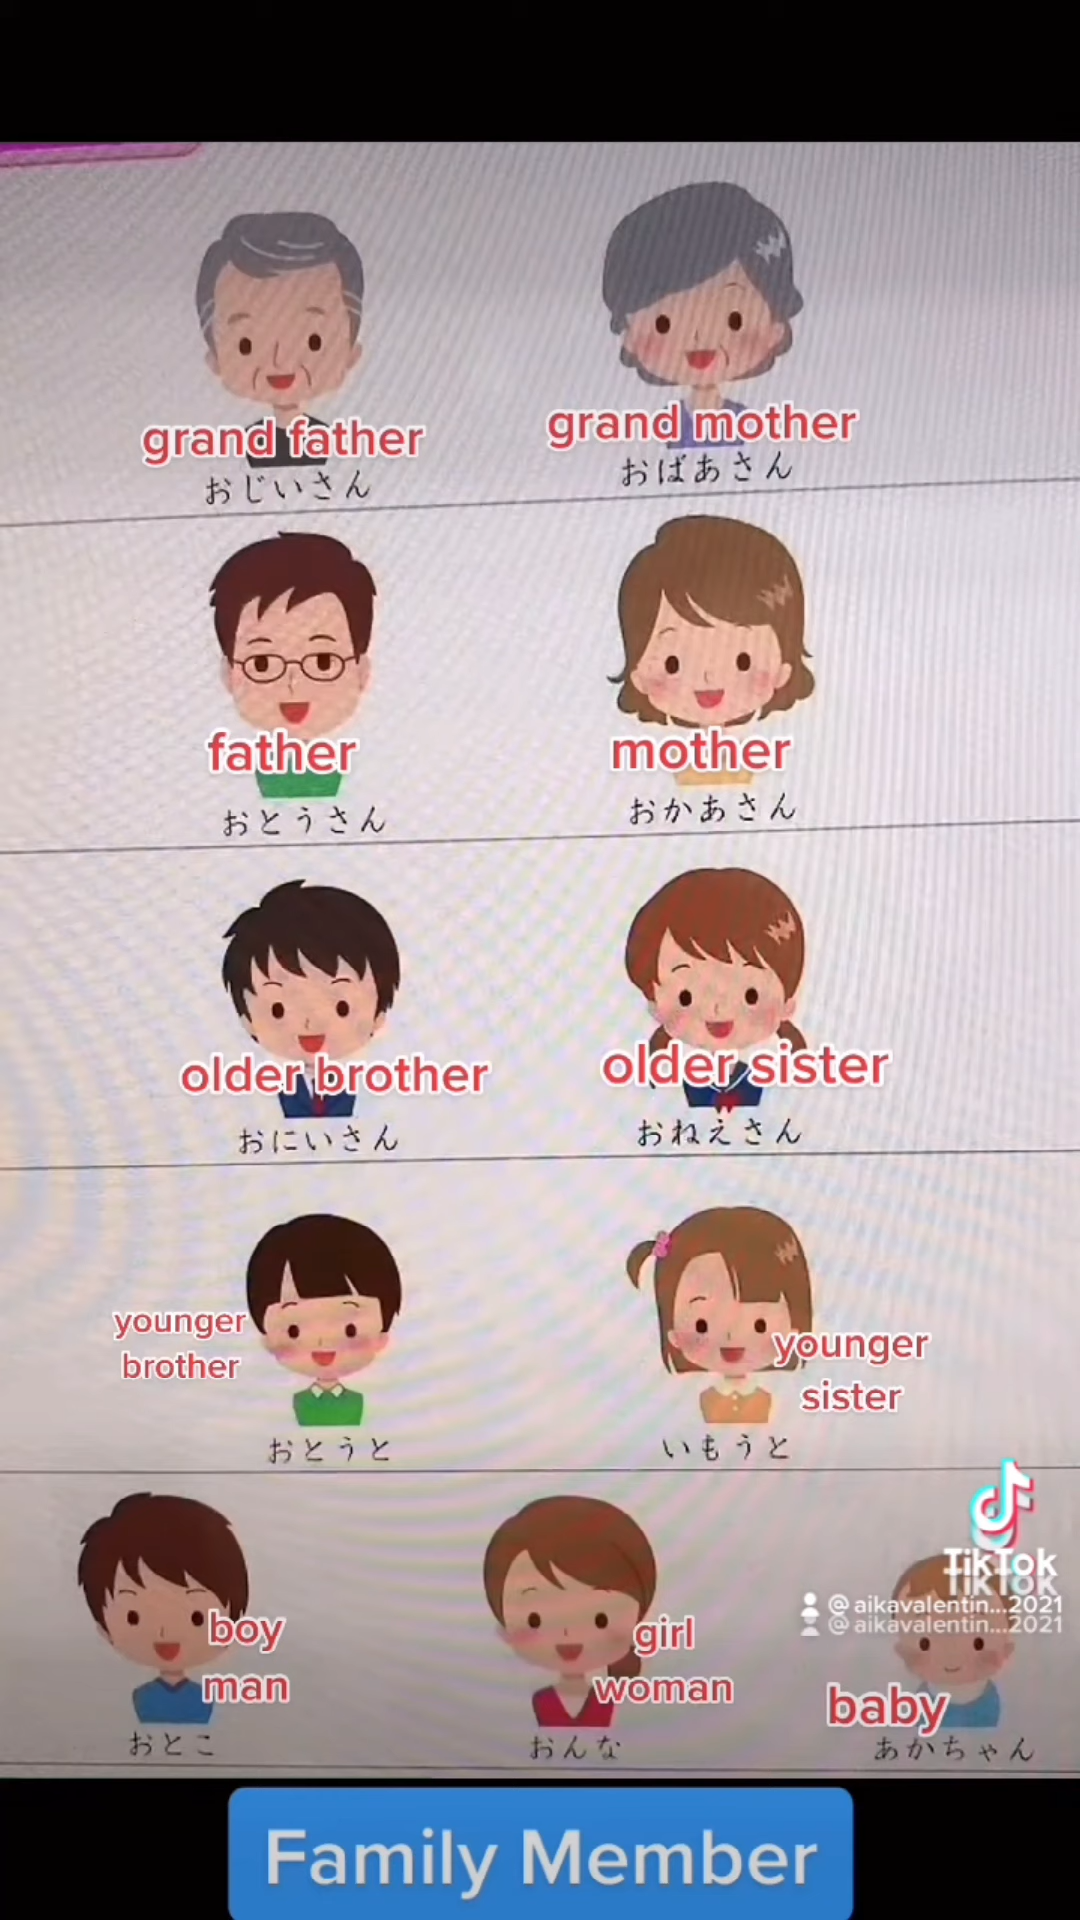 grand father
おじいさん
grand mother
おばあさん
father
おとうさん
mother
おかあさん
older brother
おにいさん
older sister
おねえさん
younger
brother
おとうと
younger
sister
いもうと
boy
man
おとこ
girl
woman
おんな
baby
あかちゃん
TikTok
TikTok
@aikavalentin...2021
@aikavalentin...2021
Family Member